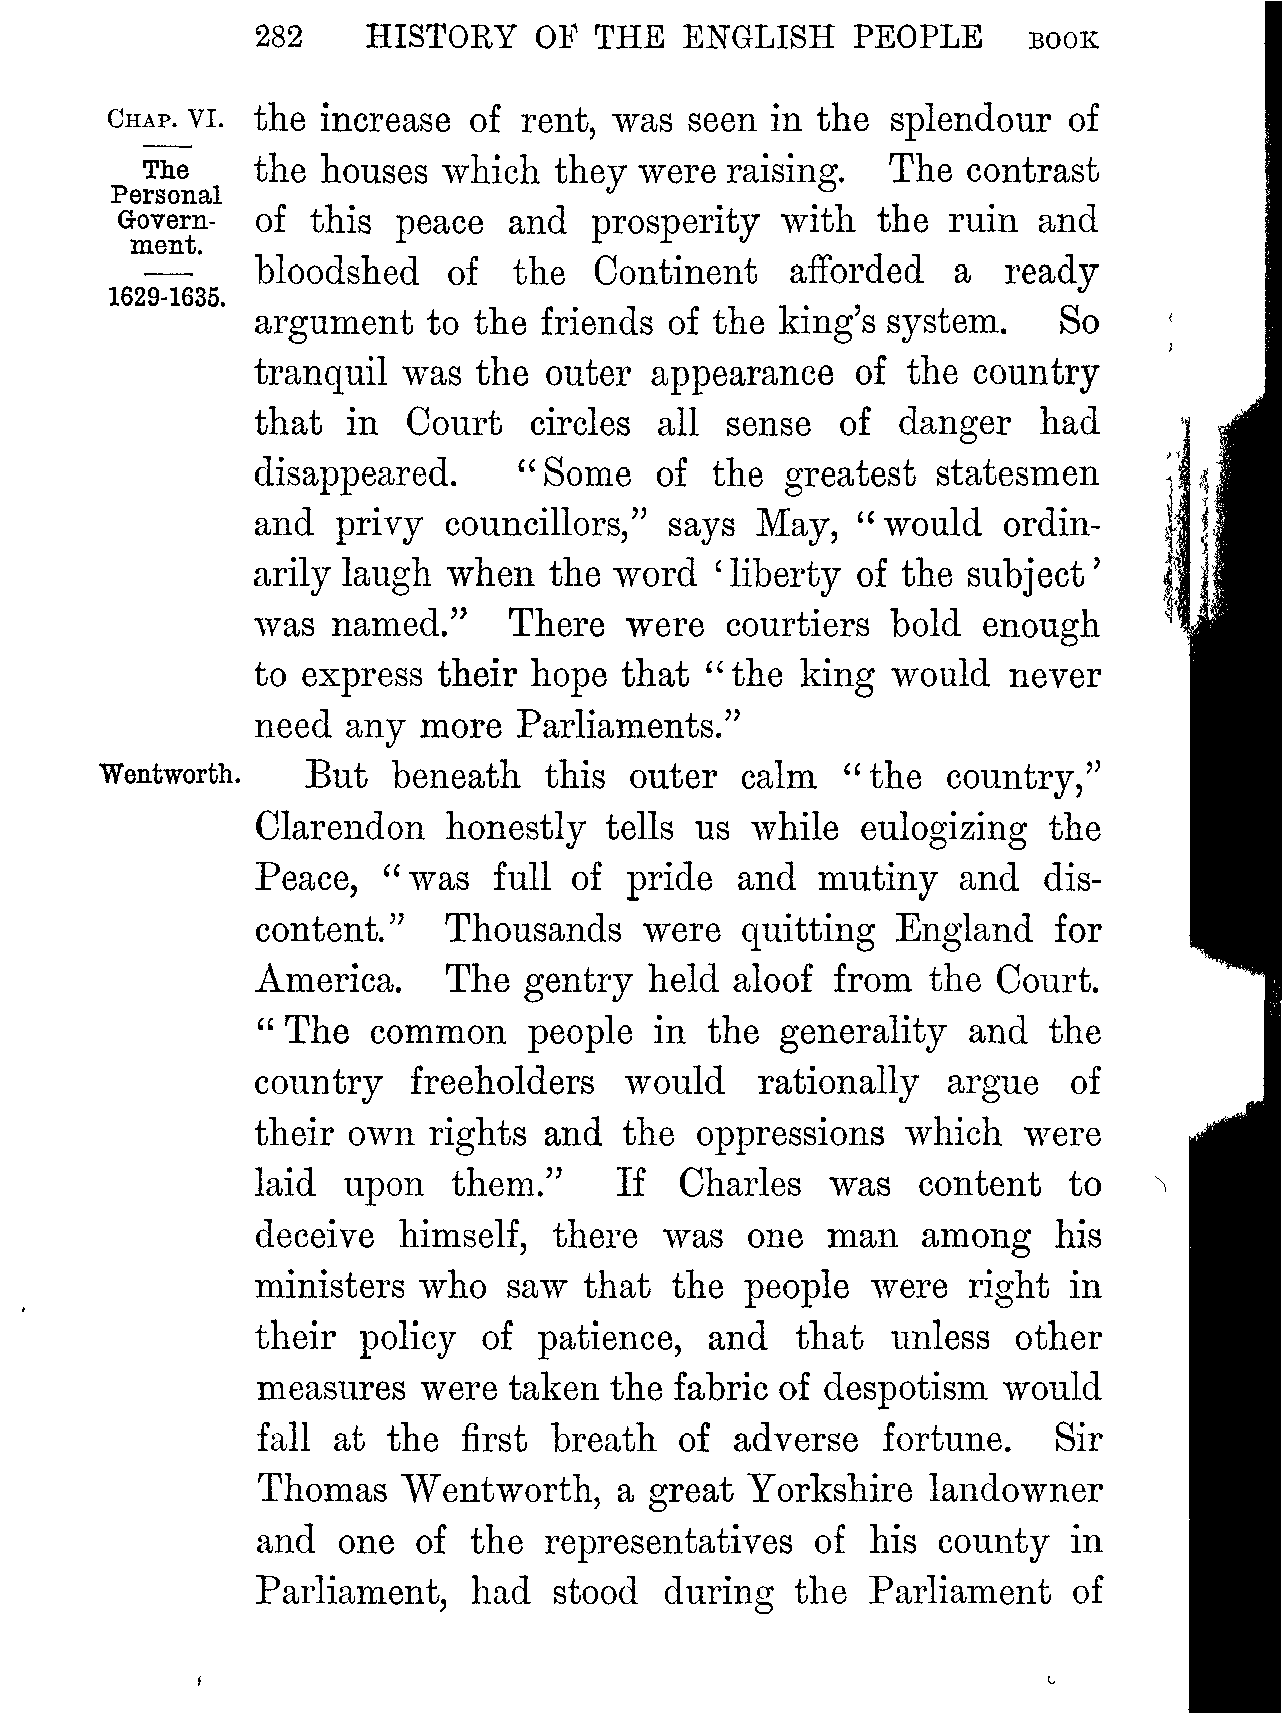 282 HISTORY OF THE ENGLISH PEOPLE BOOK
CHAP. VI.
The
Personal
Govern-
ment.
1629-1635.
the increase of rent, was seen in the splendour of
the houses which they were raising. The contrast
of this peace and prosperity with the ruin and
bloodshed of the Continent afforded a ready
argument to the friends of the king's system. So
tranquil was the outer appearance of the country
that in Court circles all sense of danger had
disappeared. "Some of the greatest statesmen
and privy councillors," says May, "would ordin-
arily laugh when the word 'liberty of the subject'
was named." There were courtiers bold enough
to express their hope that "the king would never
need any more Parliaments."
Wentworth.
But beneath this outer calm "the country,"
Clarendon honestly tells us while eulogizing the
Peace, "was full of pride and mutiny and dis-
content." Thousands were quitting England for
America. The gentry held aloof from the Court.
"The common people in the generality and the
country freeholders would rationally argue of
their own rights and the oppressions which were
laid upon them." If Charles was content to
deceive himself, there was one man among his
ministers who saw that the people were right in
their policy of patience, and that unless other
measures were taken the fabric of despotism would
fall at the first breath of adverse fortune. Sir
Thomas Wentworth, a great Yorkshire landowner
and one of the representatives of his county in
Parliament, had stood during the Parliament of